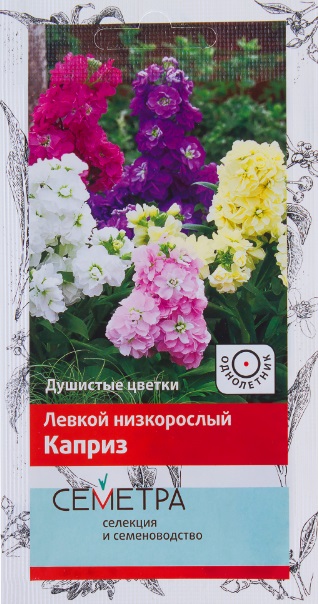 Душистые цветки
ОДНОЛЕТНИК
Левкой низкорослый
Каприз
СЕМЕТРА
селекция
и семеноводство